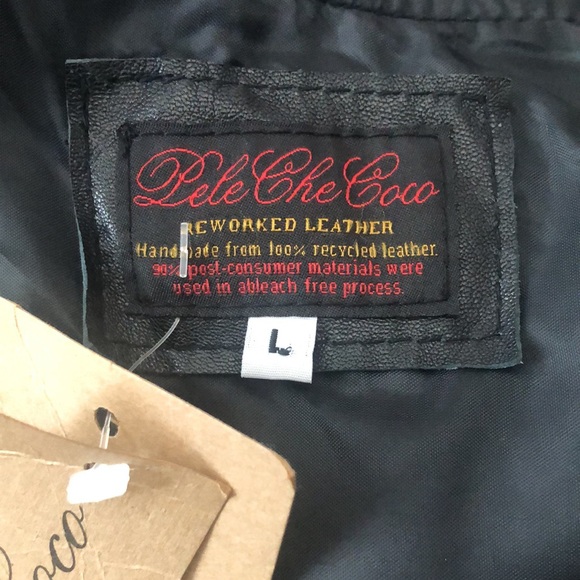 Pele Che Coco
REWORKED LEATHER
Handmade from 100% recycled leather.
90% post-consumer materials were
used in ableach free process.
L
Coco